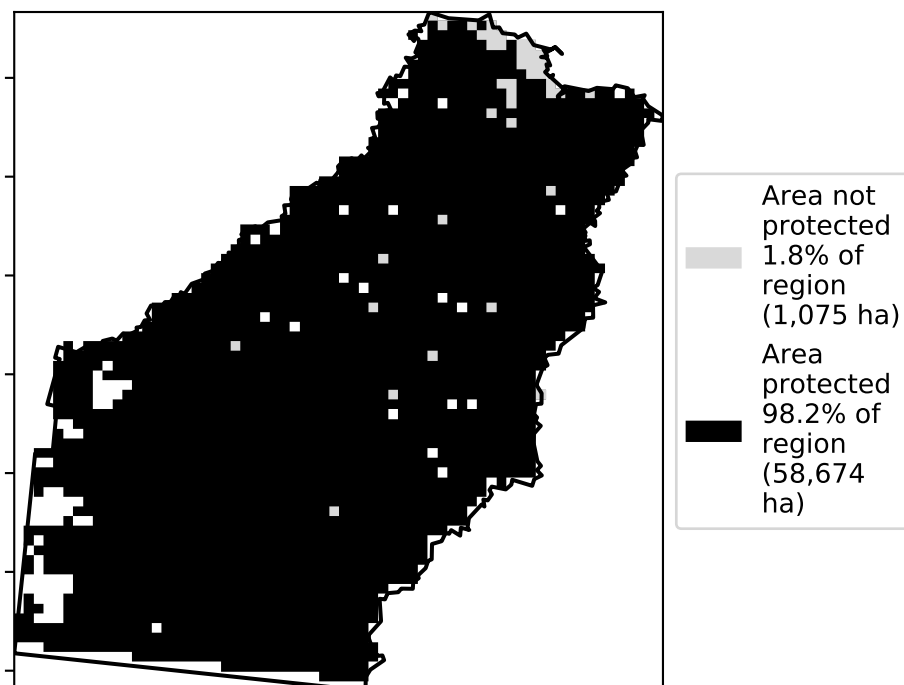 Area not
protected
1.8% of
region
(1,075 ha)
Area
protected
98.2% of
region
(58,674
ha)